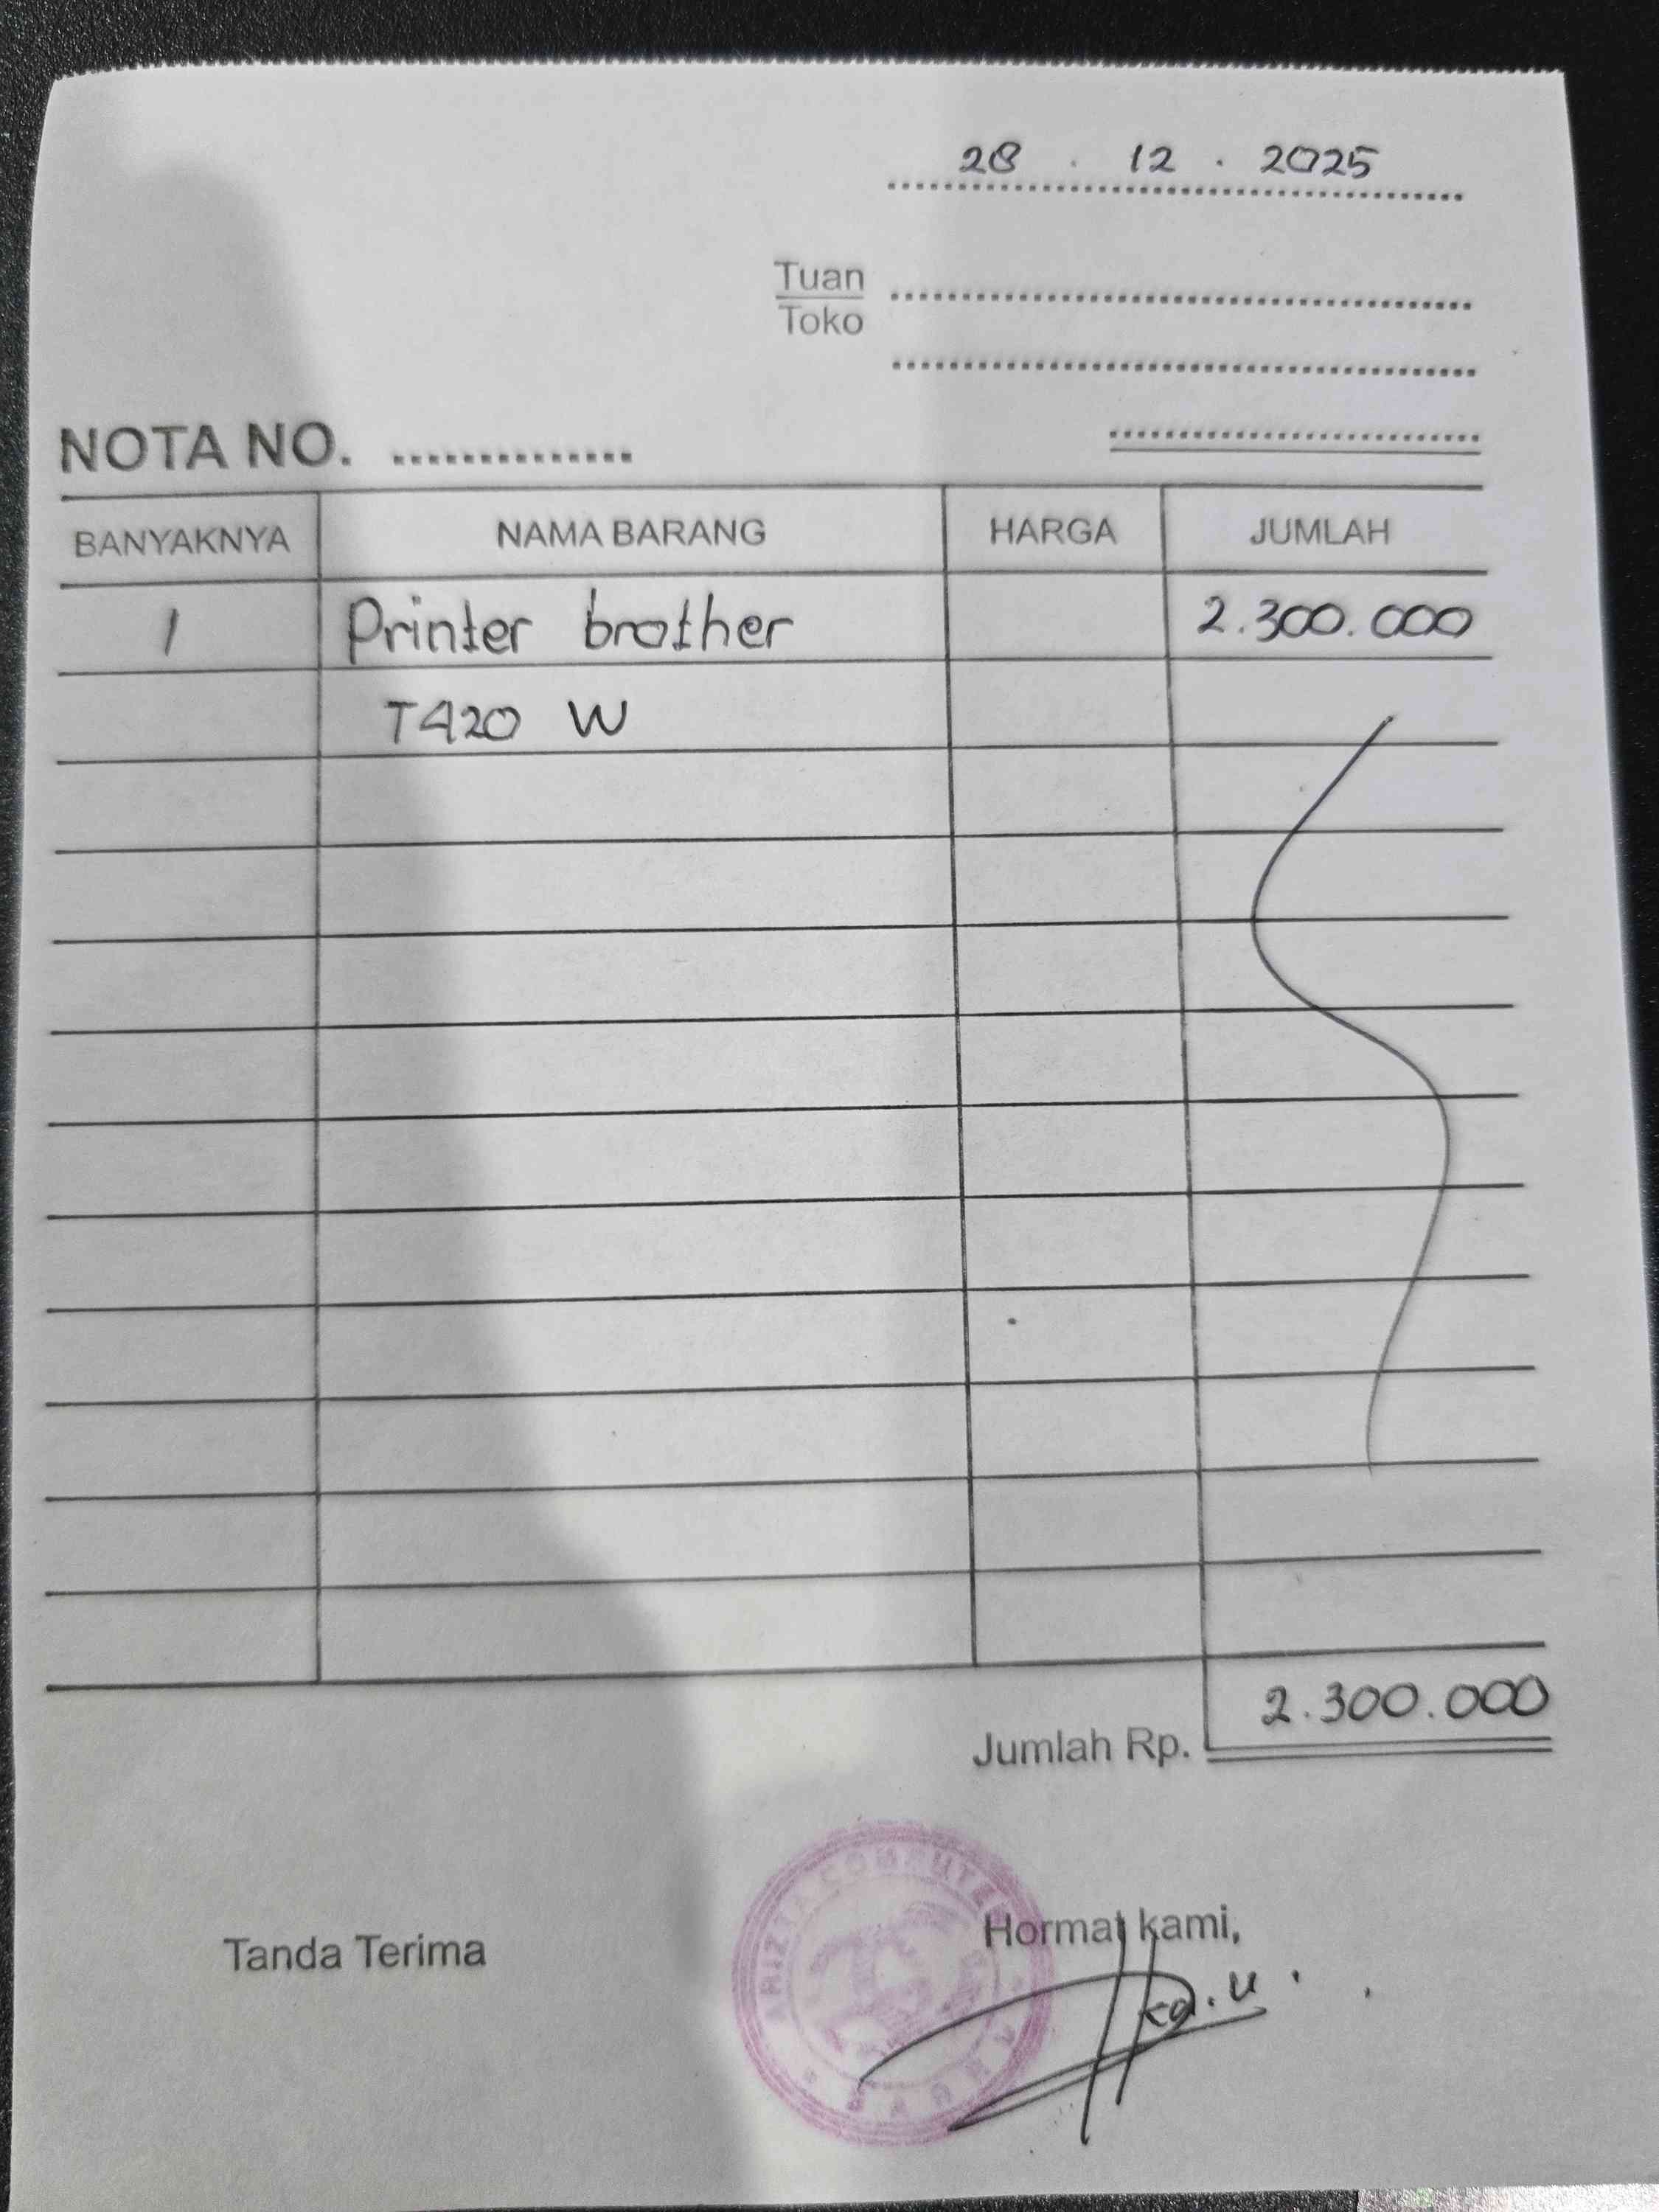 28 . 12 . 2025
Tuan
Toko
NOTA NO.
BANYAKNYA NAMA BARANG HARGA JUMLAH
1 Printer brother 2.300.000
T420 W
Jumlah Rp. 2.300.000
Tanda Terima
Hormat kami,
COMPUTER